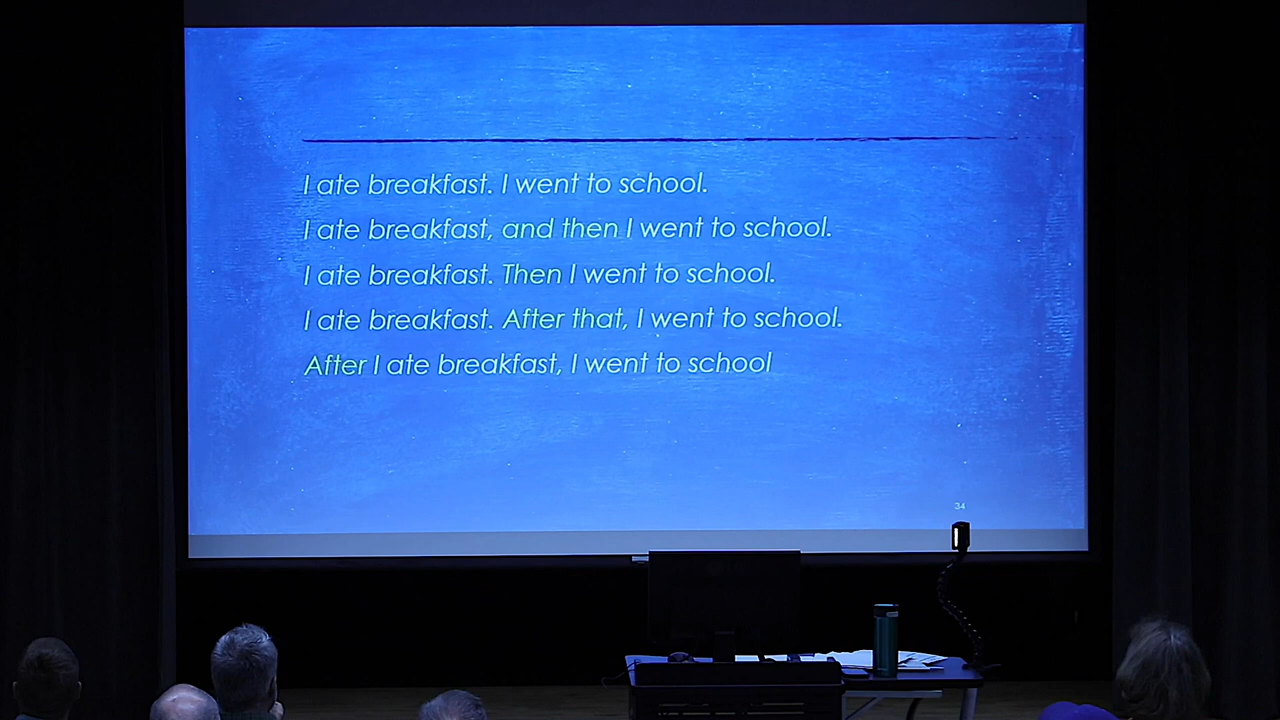 I ate breakfast. I went to school.
I ate breakfast, and then I went to school.
I ate breakfast. Then I went to school.
I ate breakfast. After that, I went to school.
After I ate breakfast, I went to school
34